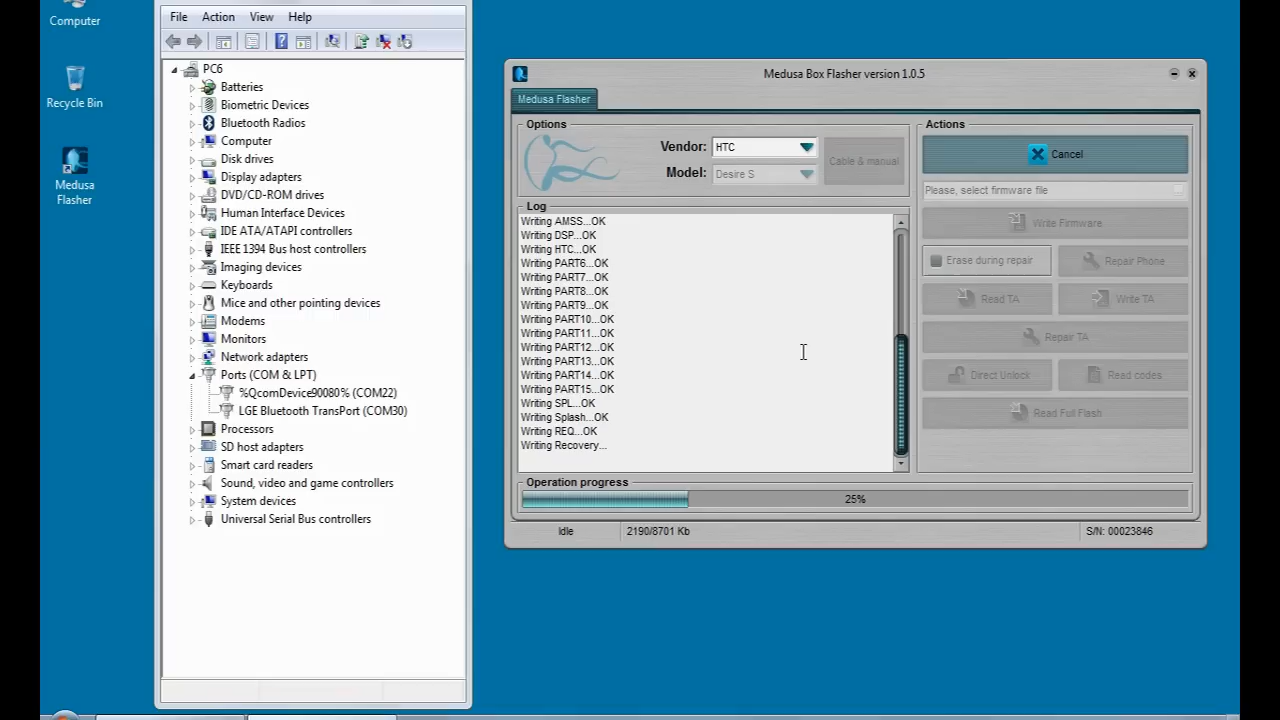 Computer
Recycle Bin
Medusa
Flasher
File Action View Help
PC6
Batteries
Biometric Devices
Bluetooth Radios
Computer
Disk drives
Display adapters
DVD/CD-ROM drives
Human Interface Devices
IDE ATA/ATAPI controllers
IEEE 1394 Bus host controllers
Imaging devices
Keyboards
Mice and other pointing devices
Modems
Monitors
Network adapters
Ports (COM & LPT)
%QcomDevice90080% (COM22)
LGE Bluetooth TransPort (COM30)
Processors
SD host adapters
Smart card readers
Sound, video and game controllers
System devices
Universal Serial Bus controllers
Medusa Box Flasher version 1.0.5
Medusa Flasher
Options
Vendor: HTC
Model: Desire S
Cable & manual
Log
Writing AMSS...OK
Writing DSP...OK
Writing HTC...OK
Writing PART6...OK
Writing PART7...OK
Writing PART8...OK
Writing PART9...OK
Writing PART10...OK
Writing PART11...OK
Writing PART12...OK
Writing PART13...OK
Writing PART14...OK
Writing PART15...OK
Writing SPL...OK
Writing Splash...OK
Writing REQ...OK
Writing Recovery...
Actions
Cancel
Please, select firmware file
Write Firmware
Erase during repair Repair Phone
Read TA Write TA
Repair TA
Direct Unlock Read codes
Read Full Flash
Operation progress
25%
Idle 2190/8701 Kb S/N: 00023846